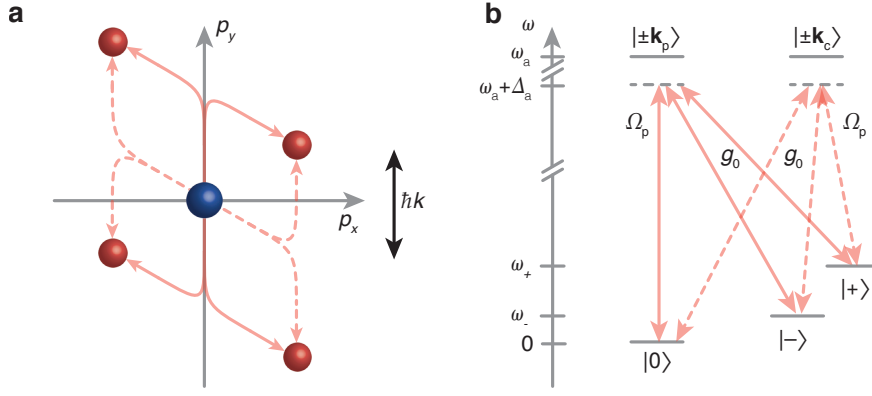 a
p_y
p_x
ħk
b
ω
ω_a
ω_a + Δ_a
ω_+
ω_-
0
|±k_p⟩
|±k_c⟩
Ω_p
g_0
g_0
Ω_p
|0⟩
|−⟩
|+⟩